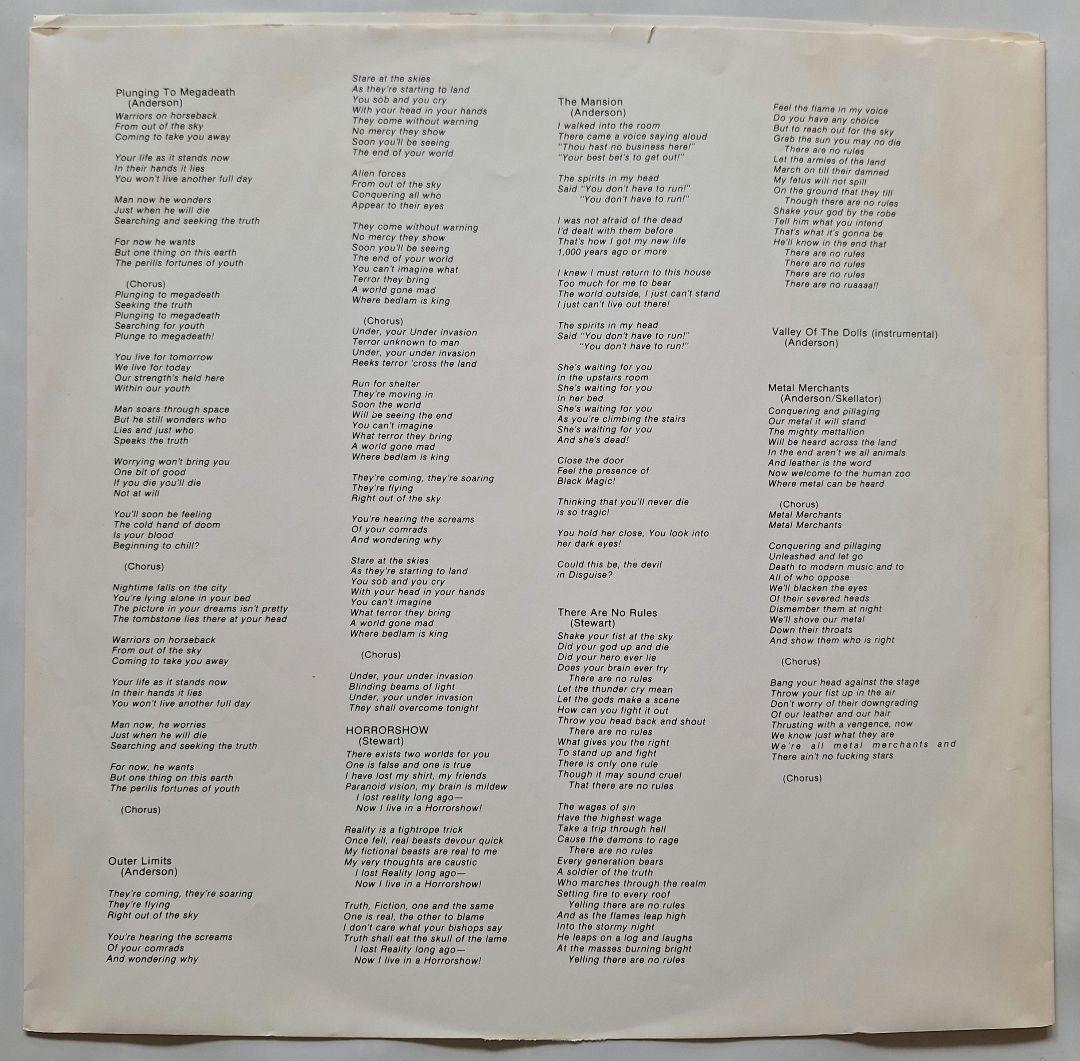 Plunging To Megadeath
(Anderson)
Warriors on horseback
From out of the sky
Coming to take you away
Your life as it stands now
In their hands it lies
You won't live another full day
Man now he wonders
Just when he will die
Searching and seeking the truth
For now he wants
But one thing on this earth
The perilis fortunes of youth
(Chorus)
Plunging to megadeath
Seeking the truth
Plunging to megadeath
Searching for youth
Plunge to megadeath!
You live for tomorrow
We live for today
Our strength's held here
Within our youth
Man soars through space
But he still wonders who
Lies and just who
Speaks the truth
Worrying won't bring you
One bit of good
If you die you'll die
Not at will
You'll soon be feeling
The cold hand of doom
Is your blood
Beginning to chill?
(Chorus)
Nightime falls on the city
You're lying alone in your bed
The picture in your dreams isn't pretty
The tombstone lies there at your head
Warriors on horseback
From out of the sky
Coming to take you away
Your life as it stands now
In their hands it lies
You won't live another full day
Man now, he worries
Just when he will die
Searching and seeking the truth
For now, he wants
But one thing on this earth
The perilis fortunes of youth
(Chorus)
Outer Limits
(Anderson)
They're coming, they're soaring
They're flying
Right out of the sky
You're hearing the screams
Of your comrads
And wondering why
Stare at the skies
As they're starting to land
You sob and you cry
With your head in your hands
They come without warning
No mercy they show
Soon you'll be seeing
The end of your world
Alien forces
From out of the sky
Conquering all who
Appear to their eyes
They come without warning
No mercy they show
Soon you'll be seeing
The end of your world
You can't imagine what
Terror they bring
A world gone mad
Where bedlam is king
(Chorus)
Under, your Under invasion
Terror unknown to man
Under, your under invasion
Reeks terror 'cross the land
Run for shelter
They're moving in
Soon the world
Will be seeing the end
You can't imagine
What terror they bring
A world gone mad
Where bedlam is king
They're coming, they're soaring
They're flying
Right out of the sky
You're hearing the screams
Of your comrads
And wondering why
Stare at the skies
As they're starting to land
You sob and you cry
With your head in your hands
You can't imagine
What terror they bring
A world gone mad
Where bedlam is king
(Chorus)
Under, your under invasion
Blinding beams of light
Under, your under invasion
They shall overcome tonight
HORRORSHOW
(Stewart)
There exists two worlds for you
One is false and one is true
I have lost my shirt, my friends
Paranoid vision, my brain is mildew
I lost reality long ago—
Now I live in a Horrorshow!
Reality is a tightrope trick
Once fell, real beasts devour quick
My fictional beasts are real to me
My very thoughts are caustic
I lost Reality long ago—
Now I live in a Horrorshow!
Truth, Fiction, one and the same
One is real, the other to blame
I don't care what your bishops say
Truth shall eat the skull of the lame
I lost Reality long ago—
Now I live in a Horrorshow!
The Mansion
(Anderson)
I walked into the room
There came a voice saying aloud
"Thou hast no business here!"
"Your best bet's to get out!"
The spirits in my head
Said "You don't have to run!"
"You don't have to run!"
I was not afraid of the dead
I'd dealt with them before
That's how I got my new life
1,000 years ago or more
I knew I must return to this house
Too much for me to bear
The world outside, I just can't stand
I just can't live out there!
The spirits in my head
Said "You don't have to run!"
"You don't have to run!"
She's waiting for you
In the upstairs room
She's waiting for you
In her bed
She's waiting for you
As you're climbing the stairs
She's waiting for you
And she's dead!
Close the door
Feel the presence of
Black Magic!
Thinking that you'll never die
is so tragic!
You hold her close, You look into
her dark eyes!
Could this be, the devil
in Disguise?
There Are No Rules
(Stewart)
Shake your fist at the sky
Did your god up and die
Did your hero ever lie
Does your brain ever fry
There are no rules
Let the thunder cry mean
Let the gods make a scene
How can you fight it out
Throw you head back and shout
There are no rules
What gives you the right
To stand up and fight
There is only one rule
Though it may sound cruel
That there are no rules
The wages of sin
Have the highest wage
Take a trip through hell
Cause the demons to rage
There are no rules
Every generation bears
A soldier of the truth
Who marches through the realm
Setting fire to every roof
Yelling there are no rules
And as the flames leap high
Into the stormy night
He leaps on a log and laughs
At the masses burning bright
Yelling there are no rules
Feel the flame in my voice
Do you have any choice
But to reach out for the sky
Grab the sun you may no die
There are no rules
Let the armies of the land
March on till their damned
My fetus will not spill
On the ground that they till
Though there are no rules
Shake your god by the robe
Tell him what you intend
That's what it's gonna be
He'll know in the end that
There are no rules
There are no rules
There are no rules
There are no ruaaaa!!
Valley Of The Dolls (instrumental)
(Anderson)
Metal Merchants
(Anderson/Skellator)
Conquering and pillaging
Our metal it will stand
The mighty mettallion
Will be heard across the land
In the end aren't we all animals
And leather is the word
Now welcome to the human zoo
Where metal can be heard
(Chorus)
Metal Merchants
Metal Merchants
Conquering and pillaging
Unleashed and let go
Death to modern music and to
All of who oppose
We'll blacken the eyes
Of their severed heads
Dismember them at night
We'll shove our metal
Down their throats
And show them who is right
(Chorus)
Bang your head against the stage
Throw your fist up in the air
Don't worry of their downgrading
Of our leather and our hair
Thrusting with a vengence, now
We know just what they are
We're all metal merchants and
There ain't no fucking stars
(Chorus)